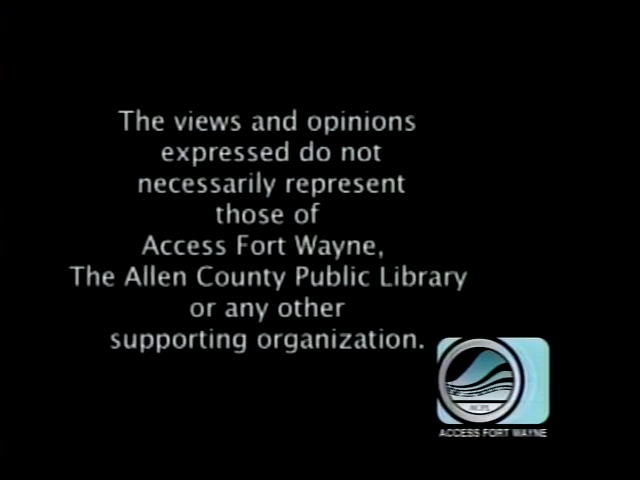 The views and opinions
expressed do not
necessarily represent
those of
Access Fort Wayne,
The Allen County Public Library
or any other
supporting organization.
ACCESS FORT WAYNE